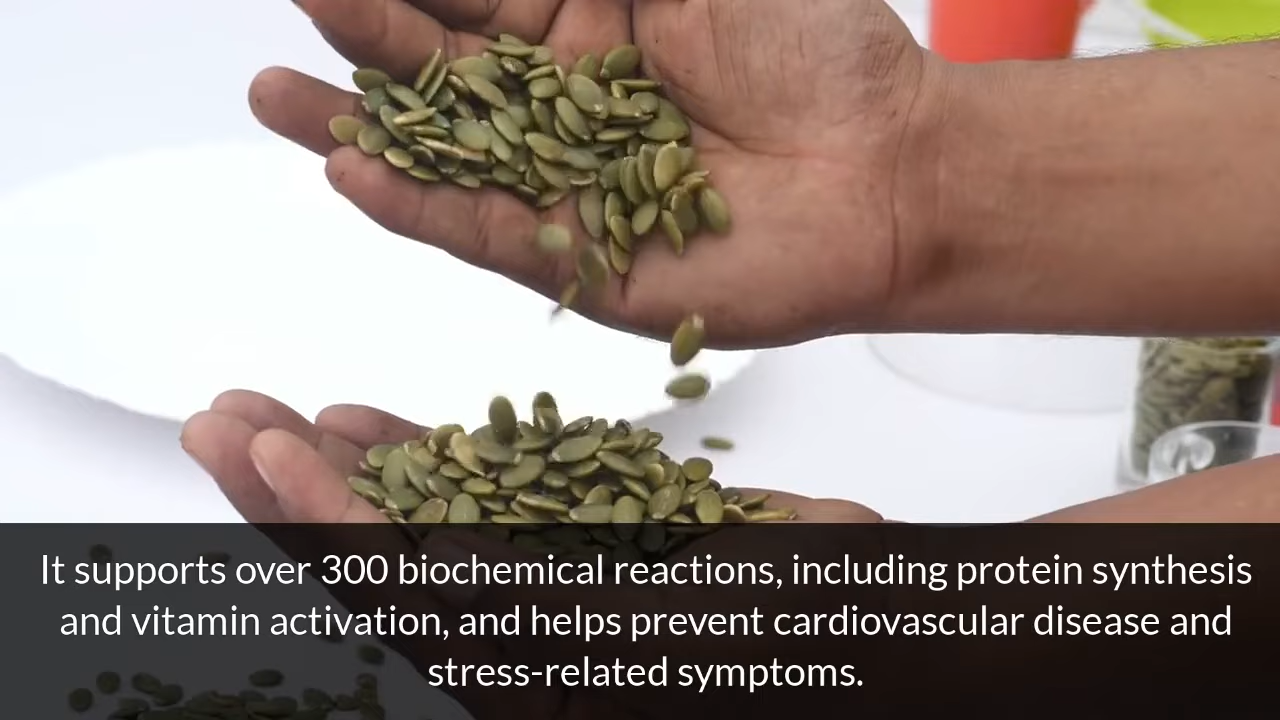 It supports over 300 biochemical reactions, including protein synthesis
and vitamin activation, and helps prevent cardiovascular disease and
stress-related symptoms.